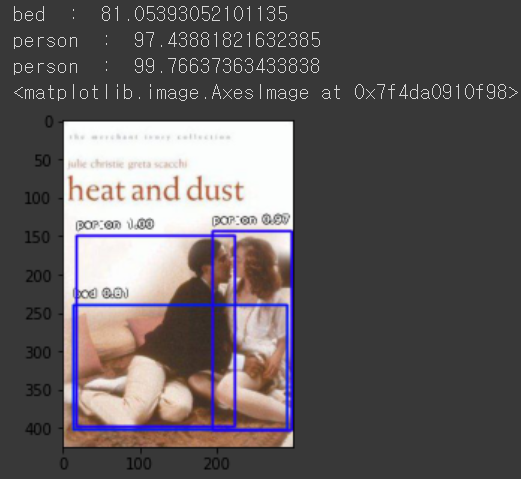 bed  :  81.05393052101135
person  :  97.43881821632385
person  :  99.76637363433838
<matplotlib.image.AxesImage at 0x7f4da0910f98>
0
the merchant ivory collection
50
julie christie greta scacchi
100
heat and dust
person 1.00
person 0.97
150
200
bed 0.81
250
300
350
400
0
100
200